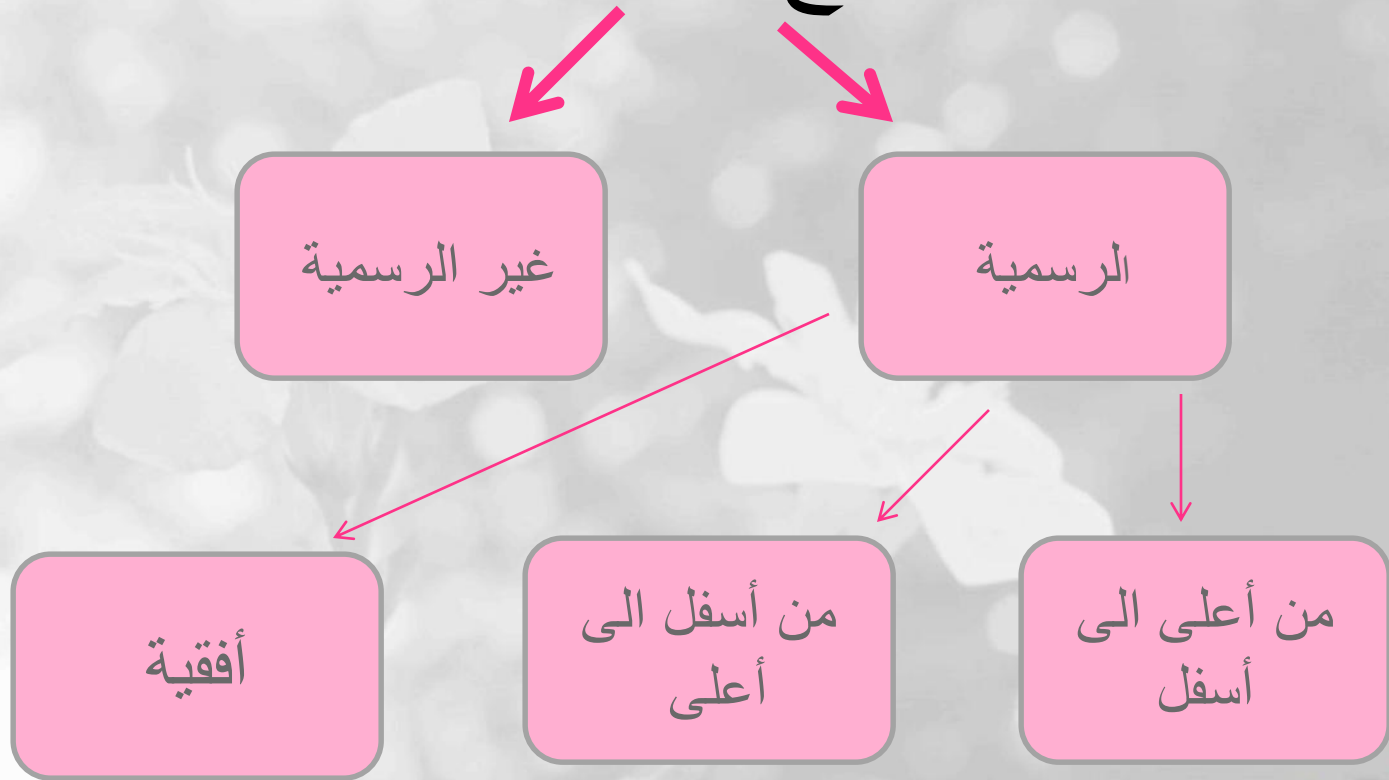 الرسمية
غير الرسمية
من أعلى الى
أسفل
من أسفل الى
أعلى
أفقية